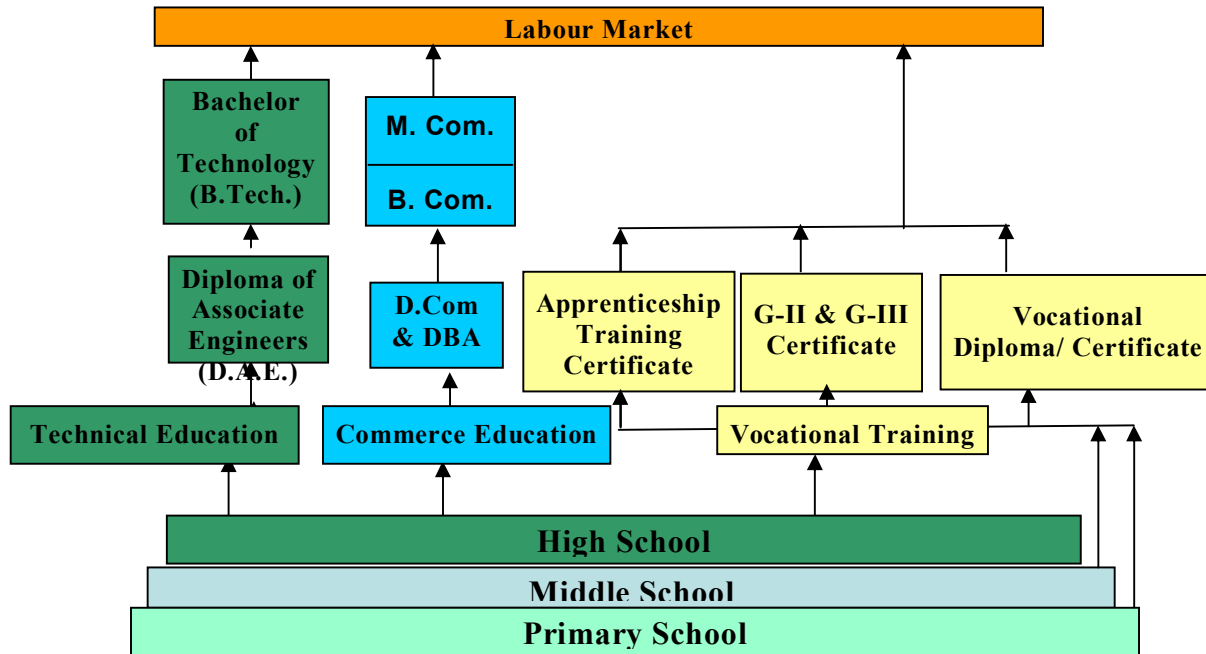 Labour Market
Bachelor
of
Technology
(B.Tech.)
M. Com.
B. Com.
Diploma of
Associate
Engineers
(D.A.E.)
D.Com
& DBA
Apprenticeship
Training
Certificate
G-II & G-III
Certificate
Vocational
Diploma/ Certificate
Technical Education
Commerce Education
Vocational Training
High School
Middle School
Primary School